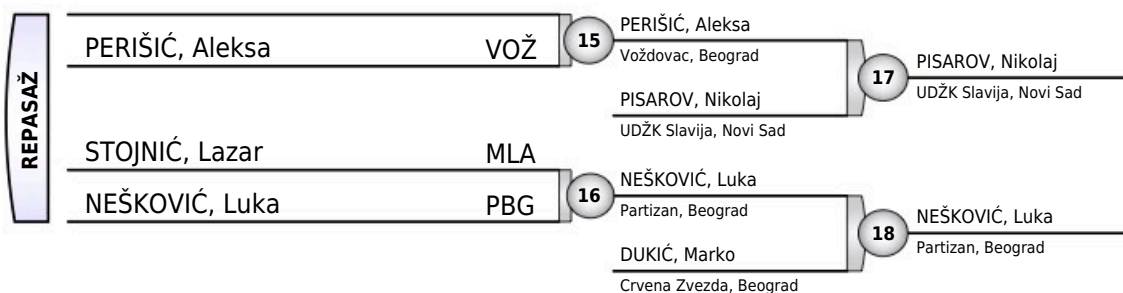 REPASAŽ
PERIŠIĆ, Aleksa VOŽ
STOJNIĆ, Lazar MLA
NEŠKOVIĆ, Luka PBG
15
PERIŠIĆ, Aleksa
Voždovac, Beograd
PISAROV, Nikolaj
UDŽK Slavija, Novi Sad
16
NEŠKOVIĆ, Luka
Partizan, Beograd
DUKIĆ, Marko
Crvena Zvezda, Beograd
17
PISAROV, Nikolaj
UDŽK Slavija, Novi Sad
18
NEŠKOVIĆ, Luka
Partizan, Beograd